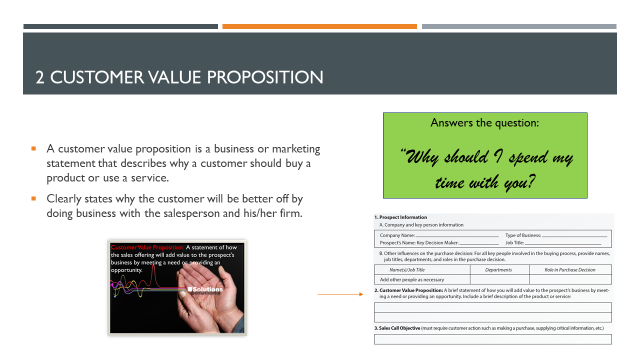 2 CUSTOMER VALUE PROPOSITION
A customer value proposition is a business or marketing
statement that describes why a customer should buy a
product or use a service.
Clearly states why the customer will be better off by
doing business with the salesperson and his/her firm.
Customer Value Proposition: A statement of how
the sales offering will add value to the prospect's
business by meeting a need or providing an
opportunity.
Solutions
Answers the question:
"Why should I spend my
time with you?
1. Prospect Information
A. Company and key person information
Company Name: Type of Business:
Prospect's Name: Key Decision Maker: Job Title:
B. Other influences on the purchase decision: For all key people involved in the buying process, provide names,
job titles, departments, and roles in the purchase decision.
Name(s)/Job Title Departments Role in Purchase Decision
Add other people as necessary
2. Customer Value Proposition: A brief statement of how you will add value to the prospect's business by meet-
ing a need or providing an opportunity. Include a brief description of the product or service:
3. Sales Call Objective (must require customer action such as making a purchase, supplying critical information, etc.)